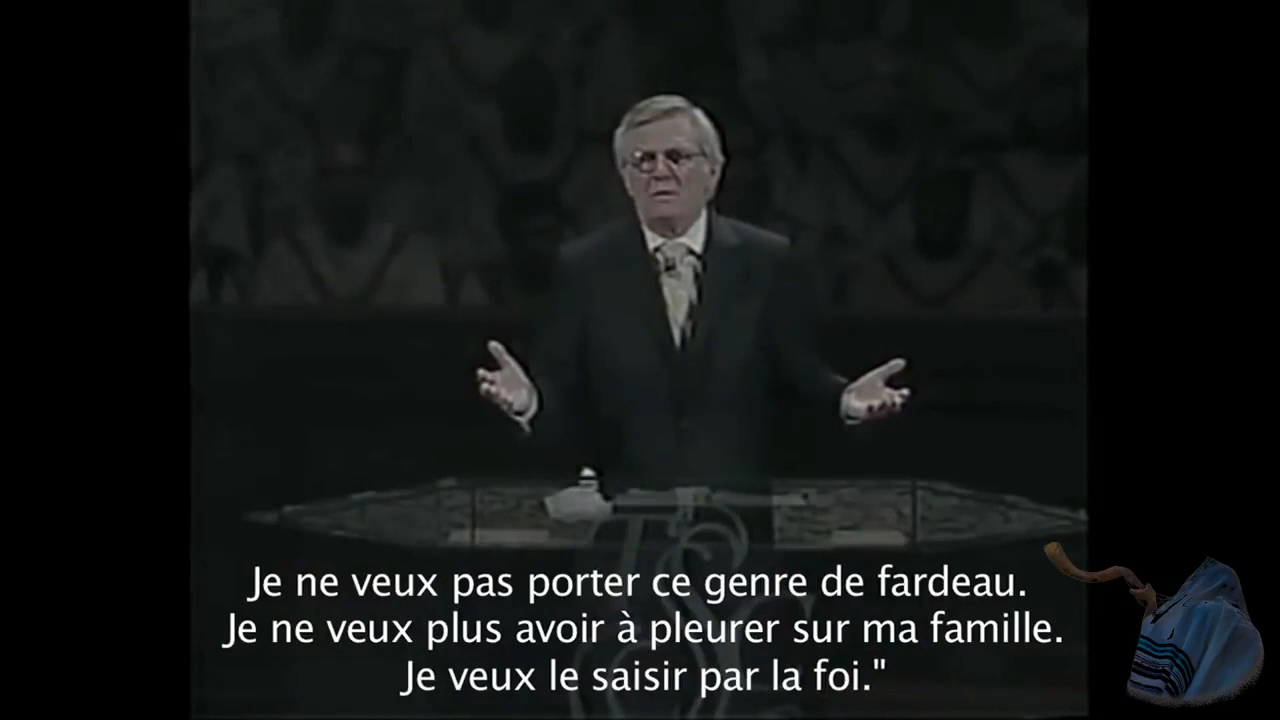 Je ne veux pas porter ce genre de fardeau.
Je ne veux plus avoir à pleurer sur ma famille.
Je veux le saisir par la foi."